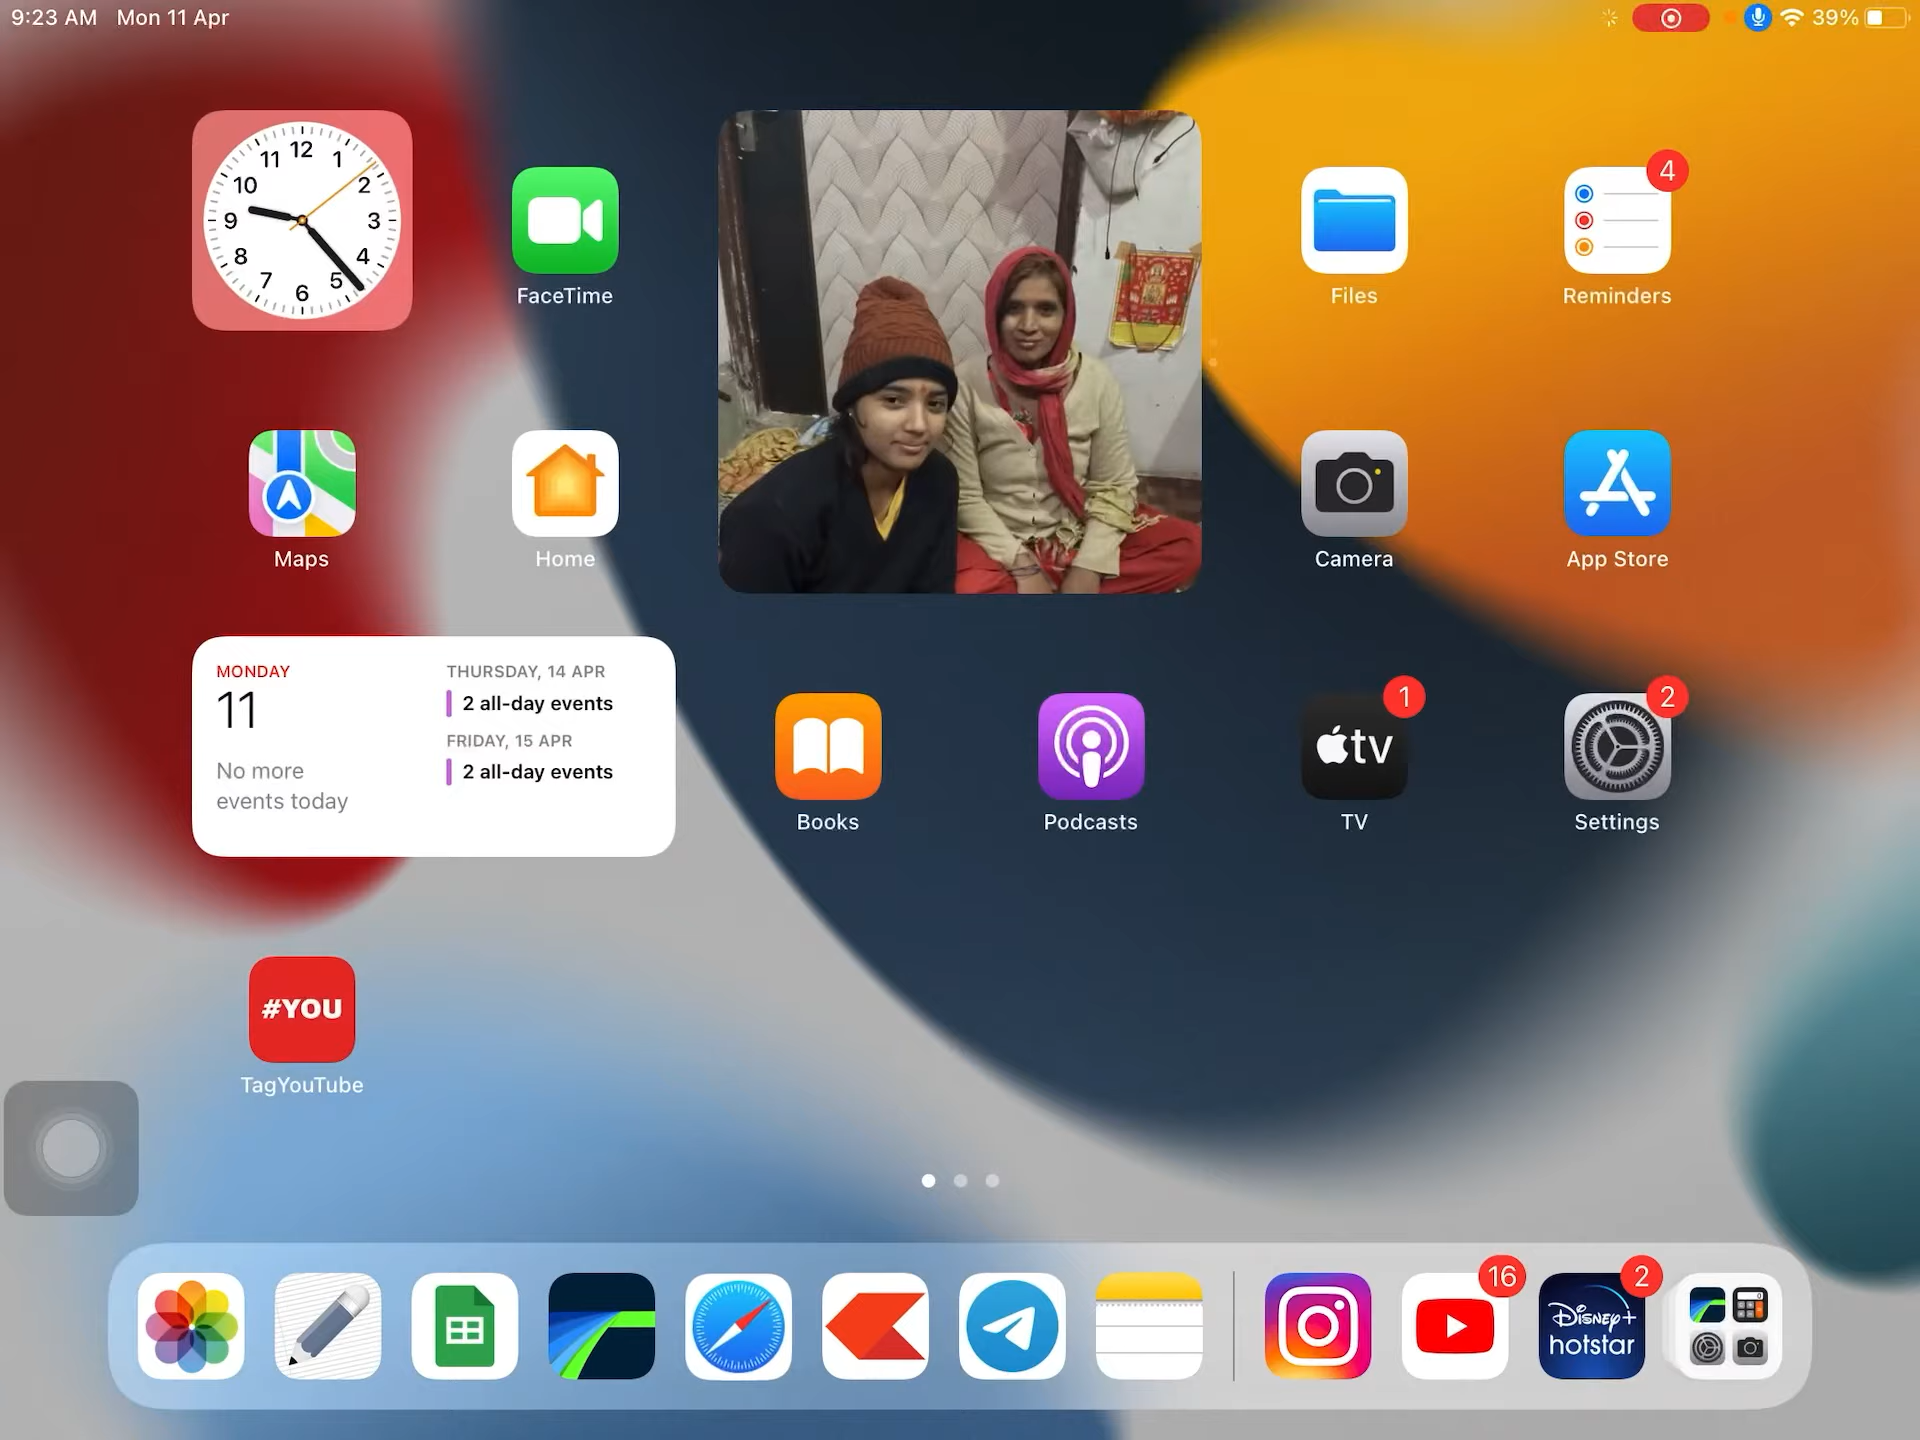 9:23 AM Mon 11 Apr
39%
12
11 1
10 2
9 3
8 4
7 5
6
FaceTime
Files
4
Reminders
Maps
Home
Camera
App Store
MONDAY
11
No more
events today
THURSDAY, 14 APR
2 all-day events
FRIDAY, 15 APR
2 all-day events
Books
Podcasts
tv
1
TV
2
Settings
#YOU
TagYouTube
16
Disney+
hotstar
2